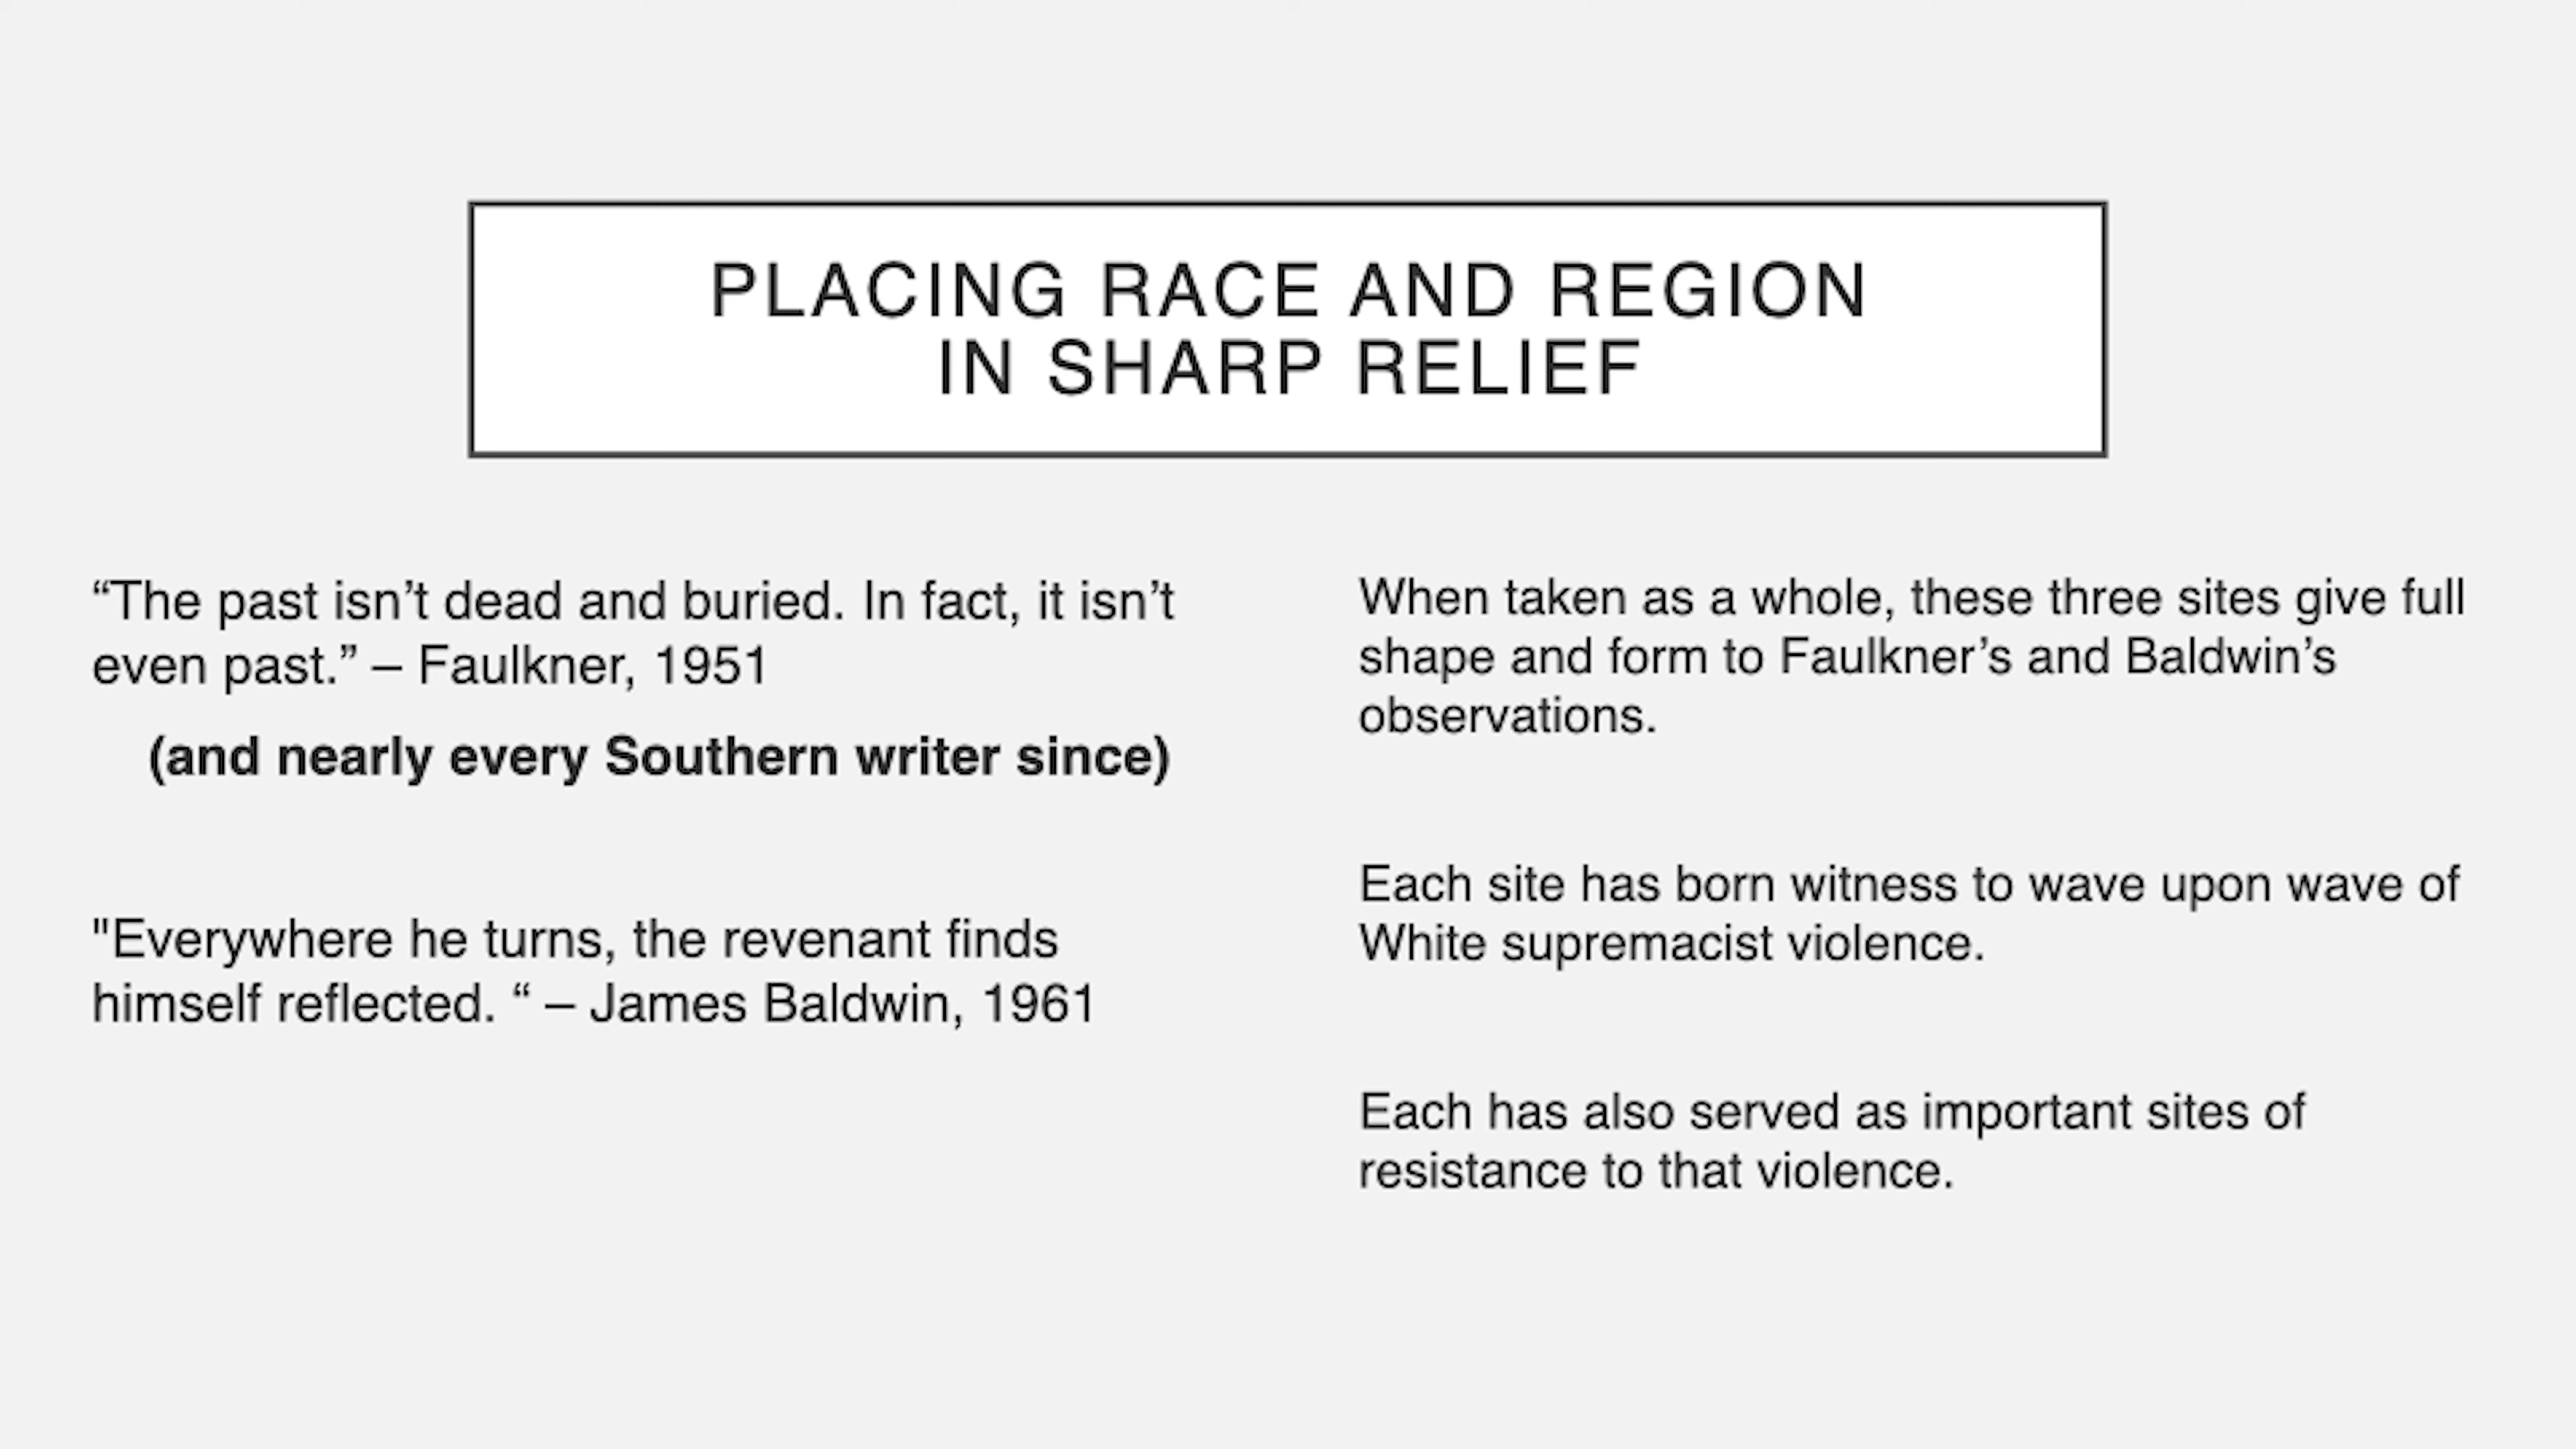 PLACING RACE AND REGION
IN SHARP RELIEF
“The past isn’t dead and buried. In fact, it isn’t
even past.” – Faulkner, 1951
(and nearly every Southern writer since)
"Everywhere he turns, the revenant finds
himself reflected. “ – James Baldwin, 1961
When taken as a whole, these three sites give full
shape and form to Faulkner’s and Baldwin’s
observations.
Each site has born witness to wave upon wave of
White supremacist violence.
Each has also served as important sites of
resistance to that violence.